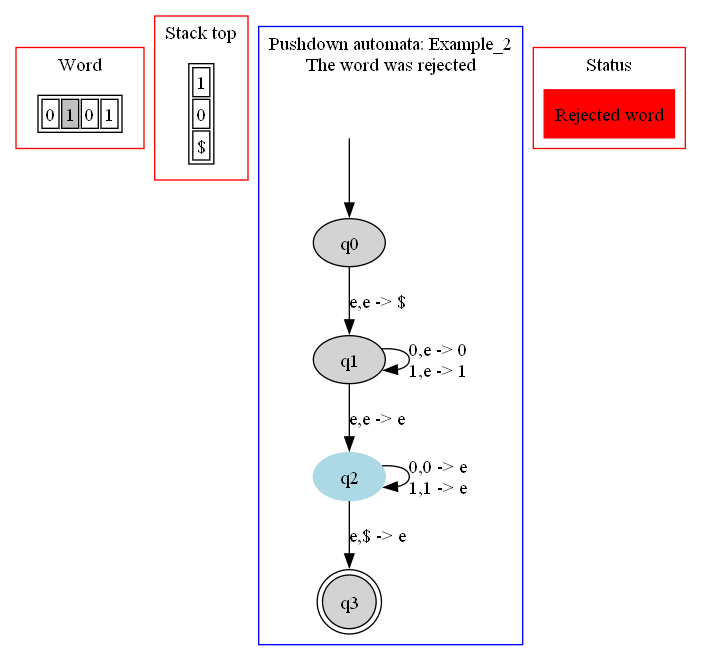 Word
0 1 0 1
Stack top
1
0
$
Pushdown automata: Example_2
The word was rejected
q0
e,e -> $
q1
0,e -> 0
1,e -> 1
e,e -> e
q2
0,0 -> e
1,1 -> e
e,$ -> e
q3
Status
Rejected word